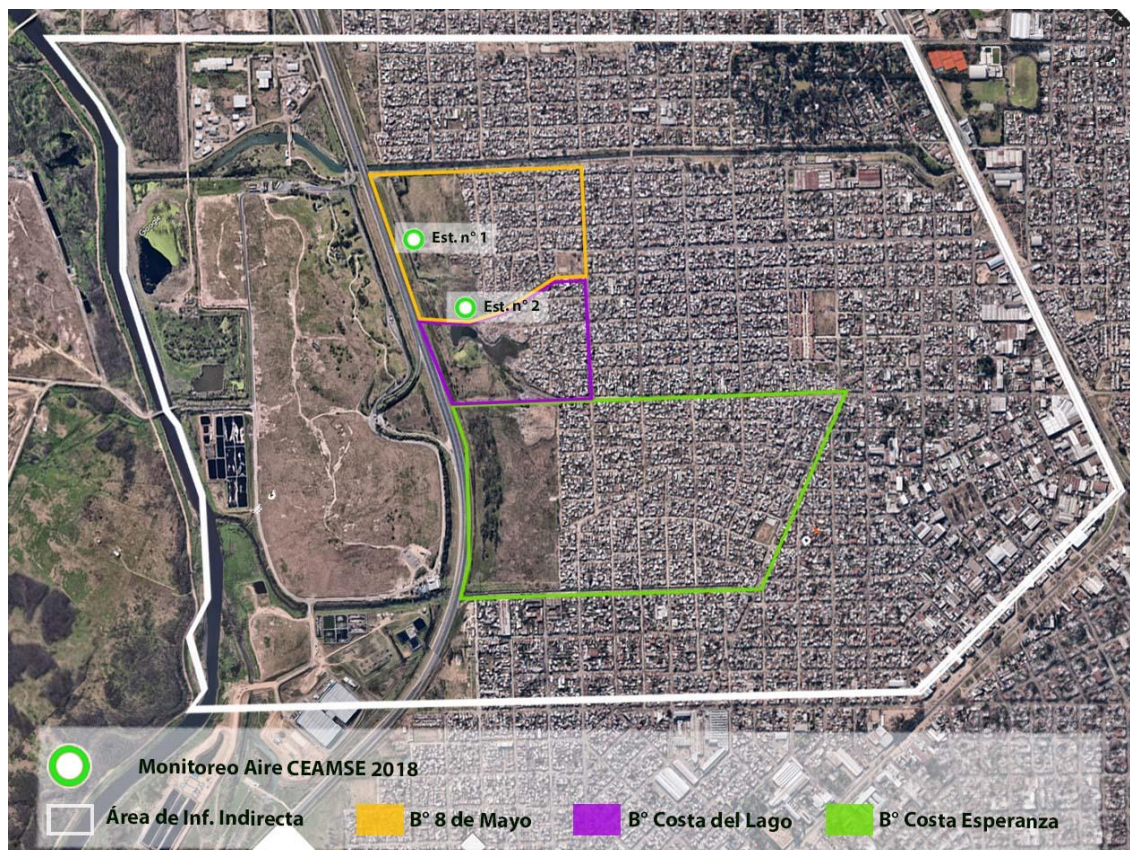 Google
Est. n° 1
Est. n° 2
Monitoreo Aire CEAMSE 2018
Área de Inf. Indirecta
B° 8 de Mayo
B° Costa del Lago
B° Costa Esperanza